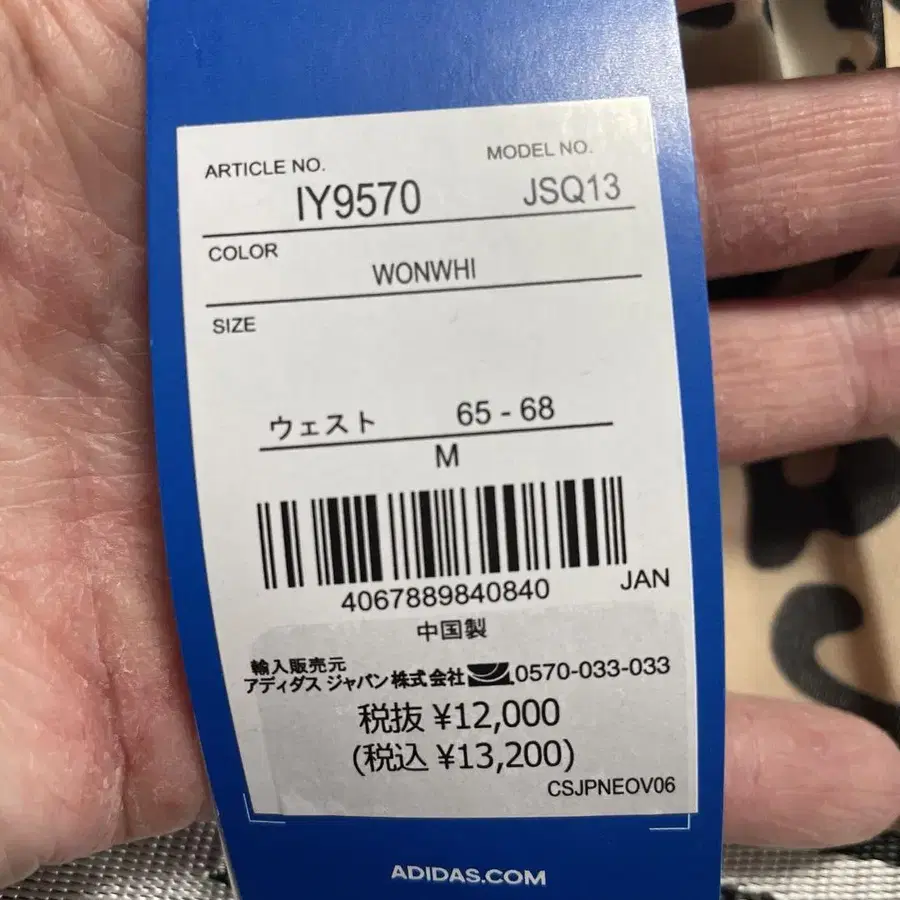 ARTICLE NO. MODEL NO.
IY9570 JSQ13
COLOR
WONWHI
SIZE
ウェスト 65 - 68
M
4067889840840 JAN
中国製
輸入販売元
アディダス ジャパン株式会社 0570-033-033
税抜 ¥12,000
(税込 ¥13,200)
CSJPNEOV06
ADIDAS.COM